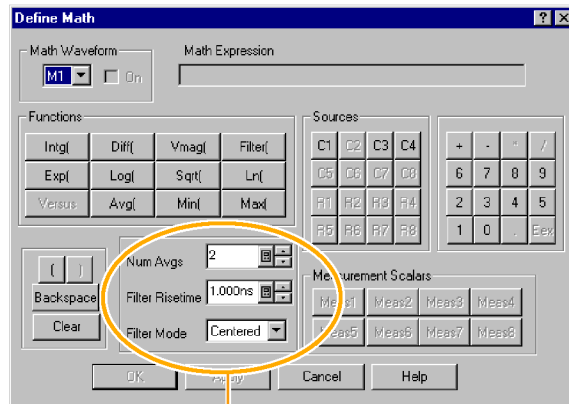 Define Math
Math Waveform
Math Expression
M1
On
Functions
Intg( Diff( Vmag( Filter(
Exp( Log( Sqrt( Ln(
Versus Avg( Min( Max(
Sources
C1 C2 C3 C4
C5 C6 C7 C8
R1 R2 R3 R4
R5 R6 R7 R8
+ - * /
6 7 8 9
2 3 4 5
1 0 . Eex
( )
Backspace
Clear
Num Avgs 2
Filter Risetime 1.000ns
Filter Mode Centered
Measurement Scalars
Meas1 Meas2 Meas3 Meas4
Meas5 Meas6 Meas7 Meas8
OK Apply Cancel Help